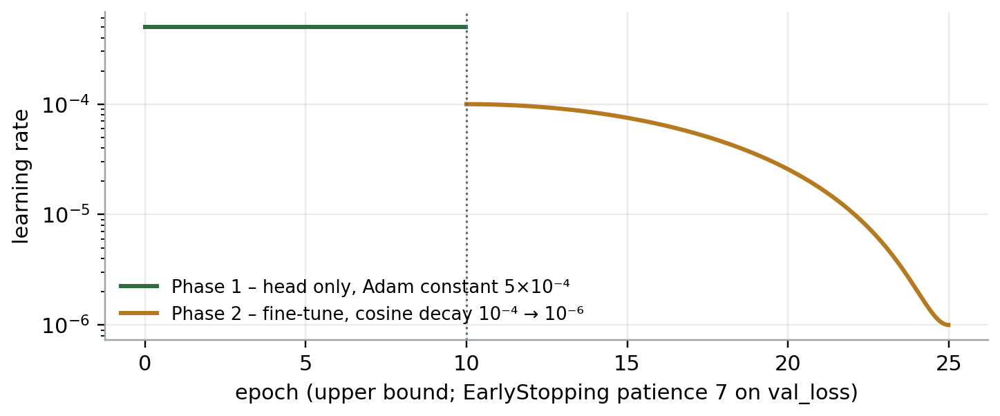 learning rate
10⁻⁴
10⁻⁵
10⁻⁶
Phase 1 – head only, Adam constant 5×10⁻⁴
Phase 2 – fine-tune, cosine decay 10⁻⁴ → 10⁻⁶
0 5 10 15 20 25
epoch (upper bound; EarlyStopping patience 7 on val_loss)